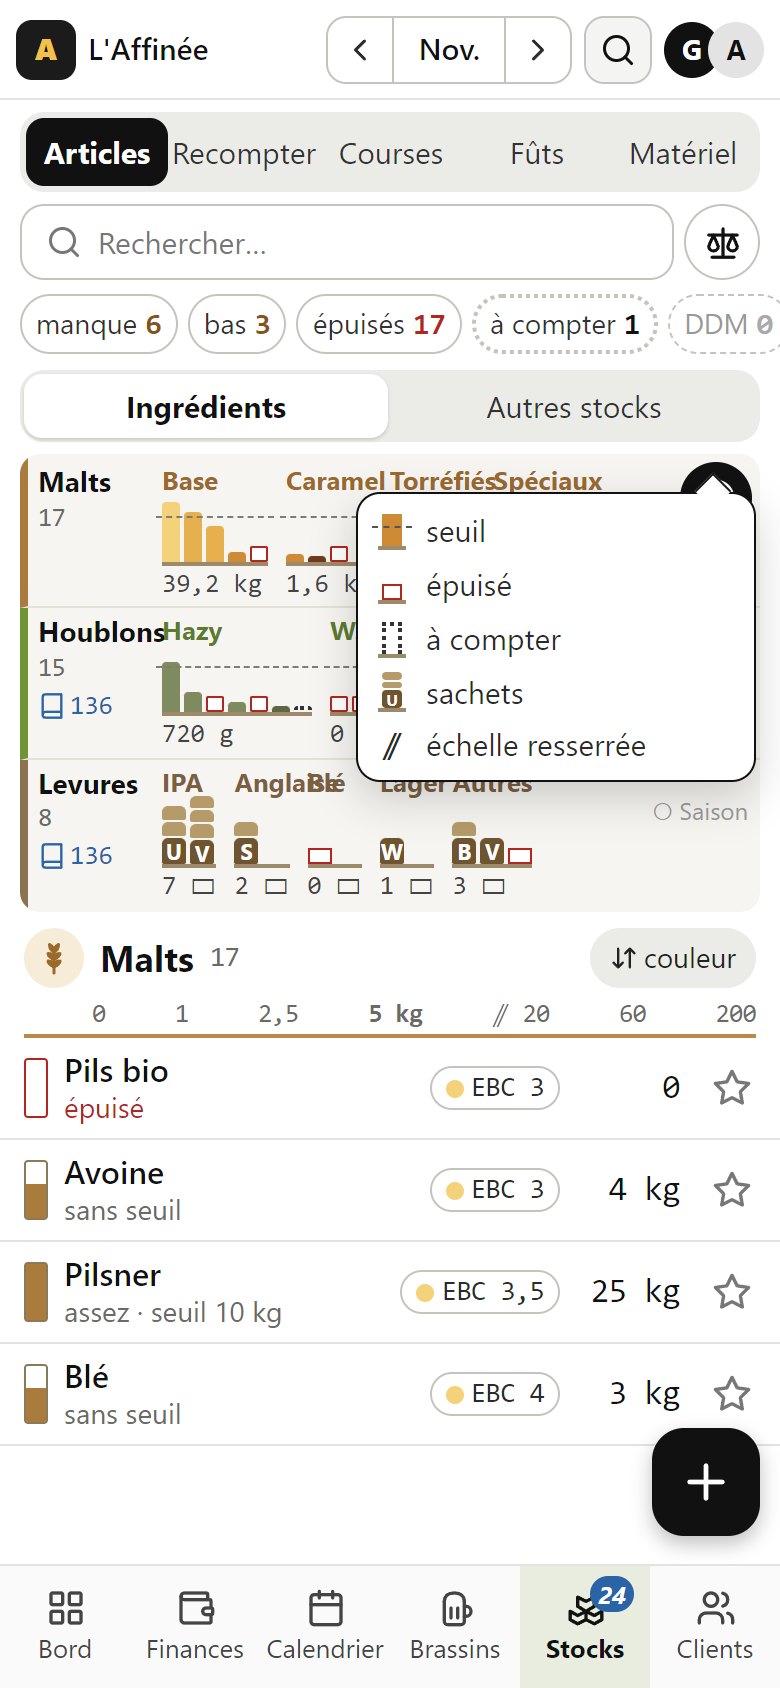 A L'Affinée Nov. G A
Articles Recompter Courses Fûts Matériel
Rechercher...
manque 6 bas 3 épuisés 17 à compter 1 DDM 0
Ingrédients Autres stocks
Malts Base Caramel Torréfiés Spéciaux
17
39,2 kg 1,6 k
seuil
épuisé
à compter
sachets
U
// échelle resserrée
Houblons Hazy W
15
136
720 g 0
Levures IPA Anglaise Blé Lager Autres
8
Saison
136
U V S W B V
7 2 0 1 3
Malts 17 couleur
0 1 2,5 5 kg // 20 60 200
Pils bio
épuisé
EBC 3 0
Avoine
sans seuil
EBC 3 4 kg
Pilsner
assez · seuil 10 kg
EBC 3,5 25 kg
Blé
sans seuil
EBC 4 3 kg
24
Bord Finances Calendrier Brassins Stocks Clients